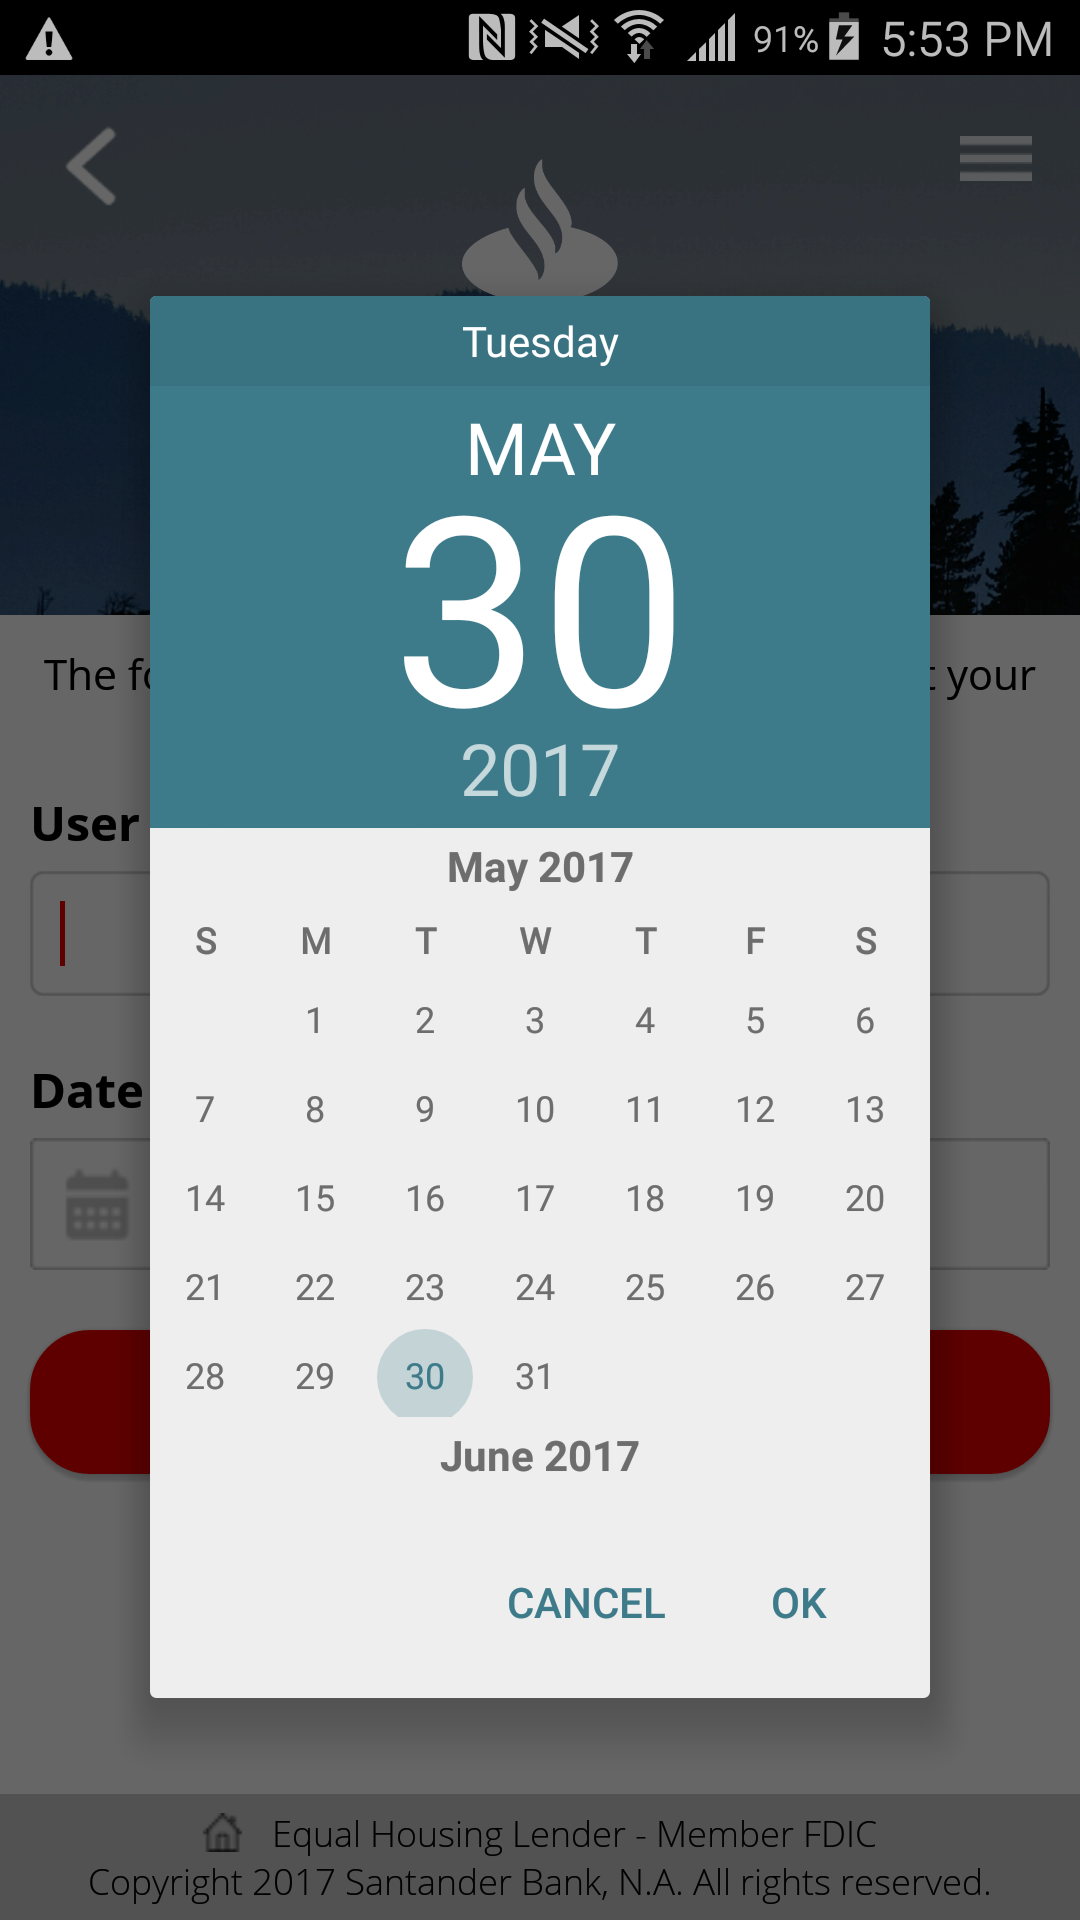 91% 5:53 PM
Tuesday
MAY
30
2017
The your
User
Date
May 2017
S M T W T F S
1 2 3 4 5 6
7 8 9 10 11 12 13
14 15 16 17 18 19 20
21 22 23 24 25 26 27
28 29 30 31
June 2017
CANCEL OK
Equal Housing Lender - Member FDIC
Copyright 2017 Santander Bank, N.A. All rights reserved.